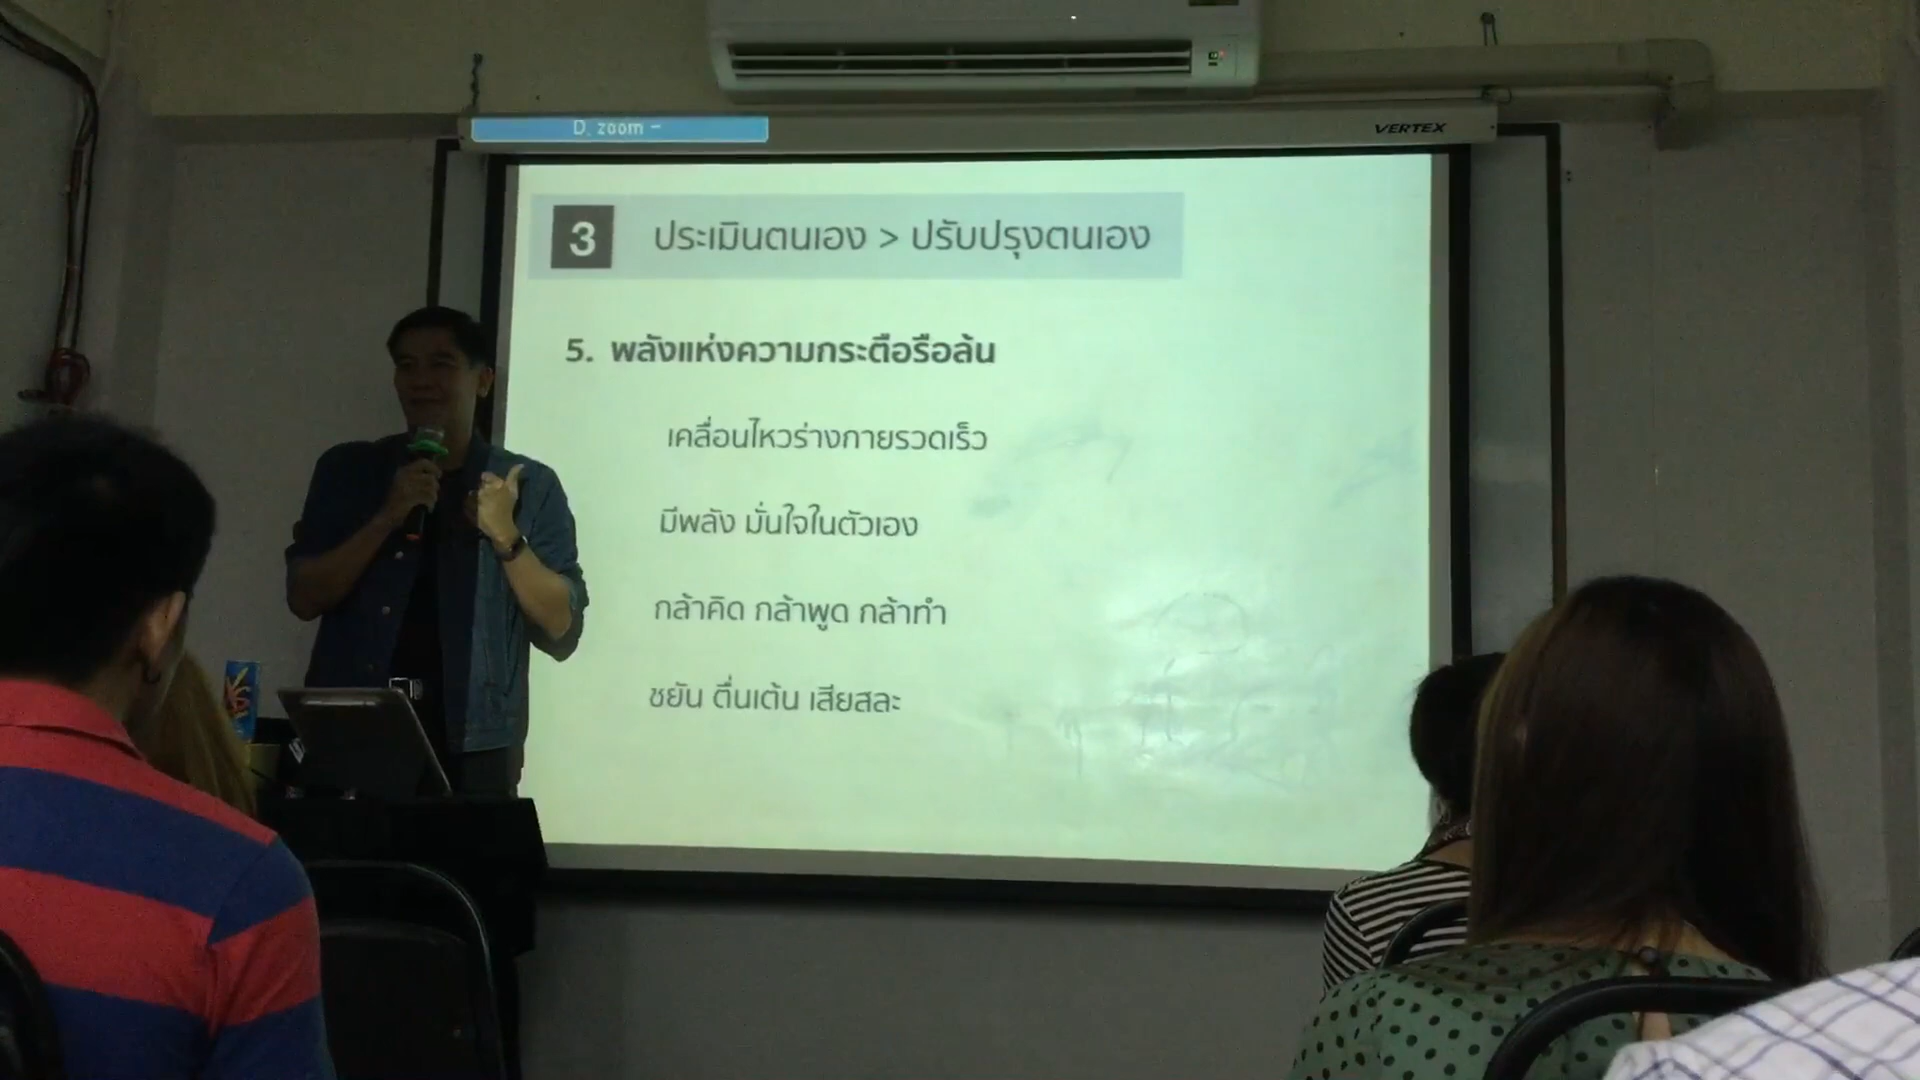 D. zoom -
VERTEX
3 ประเมินตนเอง > ปรับปรุงตนเอง
5. พลังแห่งความกระตือรือล้น
เคลื่อนไหวร่างกายรวดเร็ว
มีพลัง มั่นใจในตัวเอง
กล้าคิด กล้าพูด กล้าทำ
ชยัน ตื่นเต้น เสียสละ